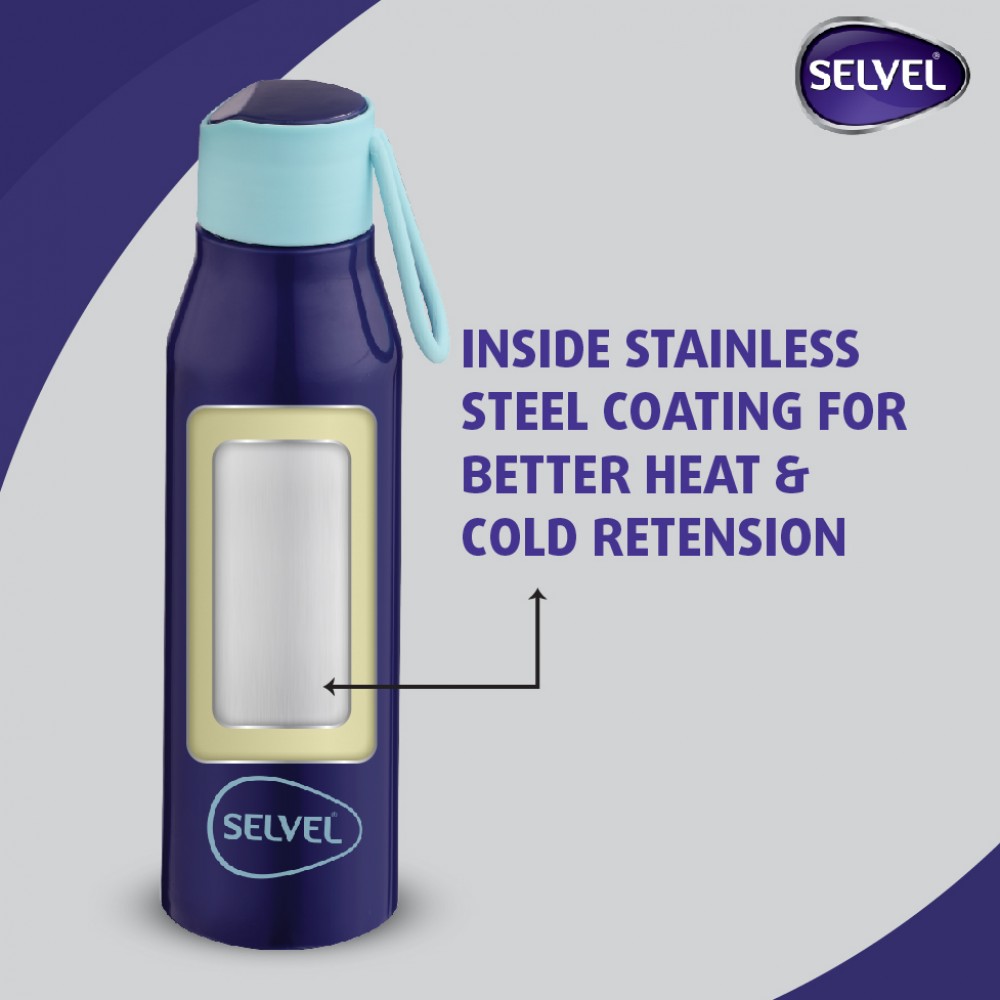 SELVEL®
INSIDE STAINLESS
STEEL COATING FOR
BETTER HEAT &
COLD RETENSION
SELVEL®